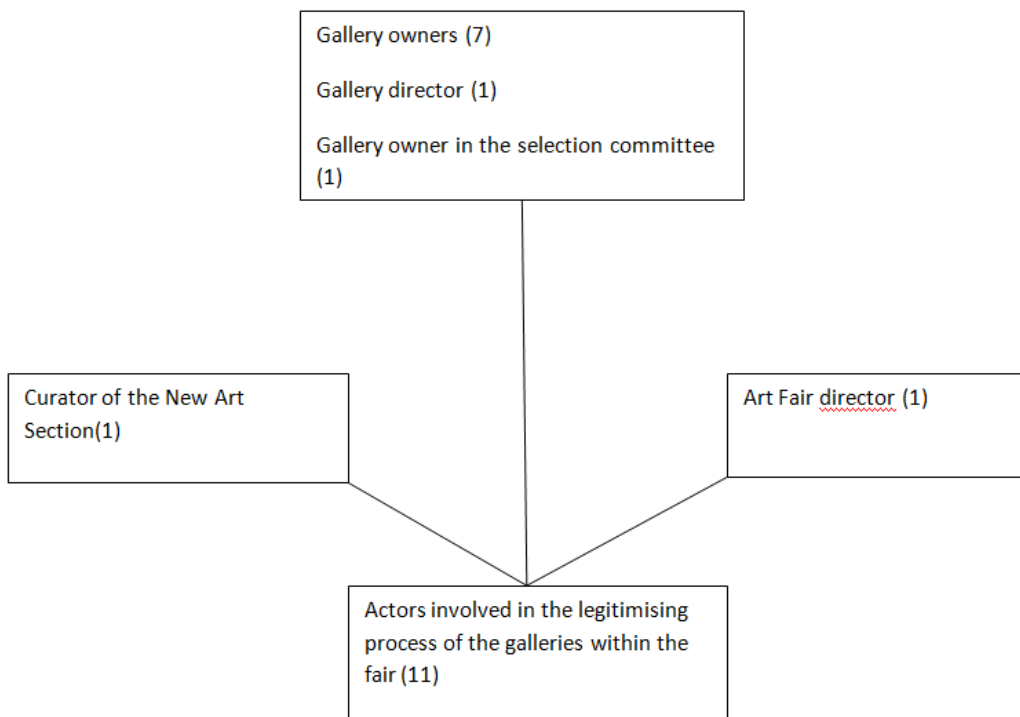 Gallery owners (7)
Gallery director (1)
Gallery owner in the selection committee
(1)
Curator of the New Art
Section(1)
Art Fair director (1)
Actors involved in the legitimising
process of the galleries within the
fair (11)